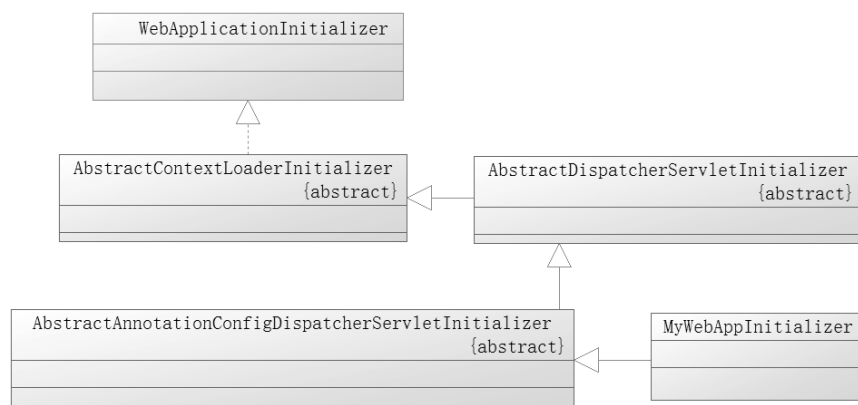 WebApplicationInitializer
AbstractContextLoaderInitializer
{abstract}
AbstractDispatcherServletInitializer
{abstract}
AbstractAnnotationConfigDispatcherServletInitializer
{abstract}
MyWebAppInitializer